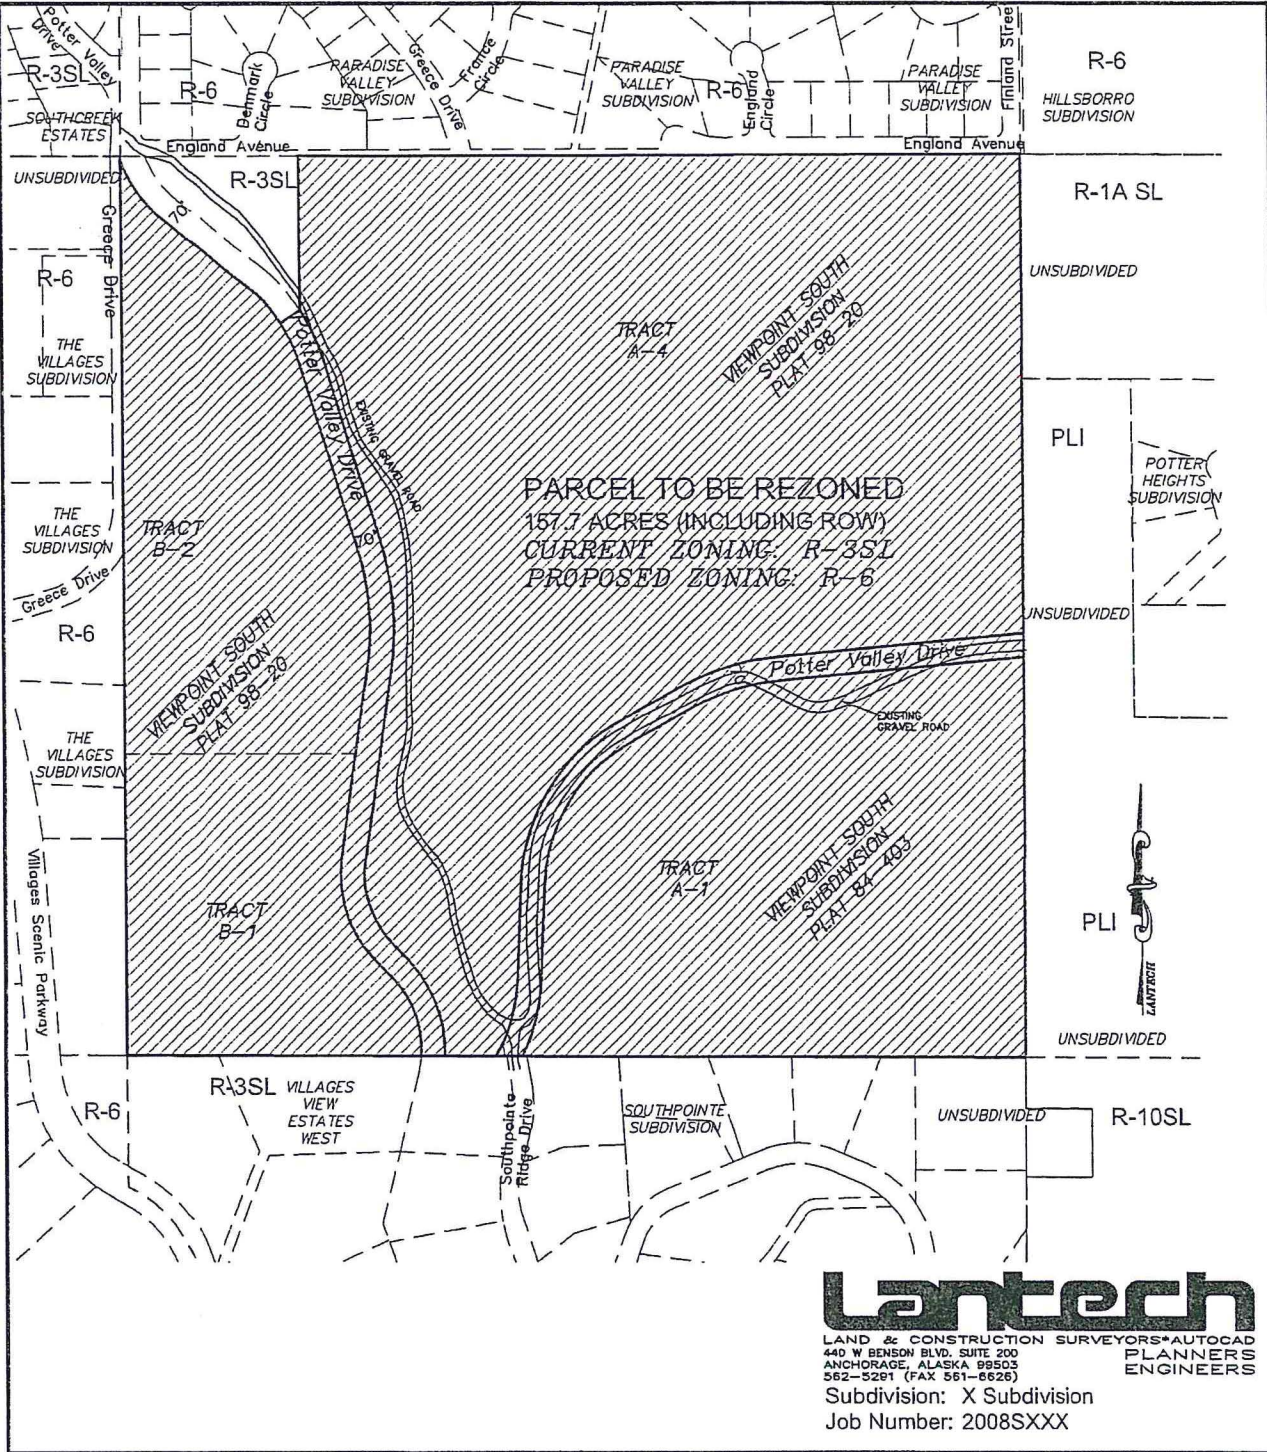 Potter Valley
Drive
R-3SL
SOUTHCREEK
ESTATES
R-6
Denmark
Circle
PARADISE
VALLEY
SUBDIVISION
Greece Drive
France
Circle
PARADISE
VALLEY
SUBDIVISION
R-6
England
Circle
PARADISE
VALLEY
SUBDIVISION
Finland Stree
R-6
HILLSBORRO
SUBDIVISION
England Avenue
England Avenue
UNSUBDIVIDED
R-3SL
R-1A SL
70'
Greece Drive
R-6
UNSUBDIVIDED
THE
VILLAGES
SUBDIVISION
Potter Valley Drive
EXISTING GRAVEL ROAD
TRACT
A-4
VIEWPOINT SOUTH
SUBDIVISION
PLAT 98-20
PLI
POTTER
HEIGHTS
SUBDIVISION
PARCEL TO BE REZONED
157.7 ACRES (INCLUDING ROW)
CURRENT ZONING: R-3SL
PROPOSED ZONING: R-6
THE
VILLAGES
SUBDIVISION
TRACT
B-2
70'
Greece Drive
R-6
UNSUBDIVIDED
VIEWPOINT SOUTH
SUBDIVISION
PLAT 98-20
Potter Valley Drive
EXISTING
GRAVEL ROAD
THE
VILLAGES
SUBDIVISION
Villages Scenic Parkway
TRACT
A-1
VIEWPOINT SOUTH
SUBDIVISION
PLAT 84-403
TRACT
B-1
PLI
LANTECH
UNSUBDIVIDED
R-6
R-3SL
VILLAGES
VIEW
ESTATES
WEST
Southpointe
Ridge Drive
SOUTHPOINTE
SUBDIVISION
UNSUBDIVIDED
R-10SL
Lantech
LAND & CONSTRUCTION SURVEYORS*AUTOCAD
440 W BENSON BLVD. SUITE 200
PLANNERS
ANCHORAGE, ALASKA 99503
ENGINEERS
562-5291 (FAX 561-6626)
Subdivision: X Subdivision
Job Number: 2008SXXX